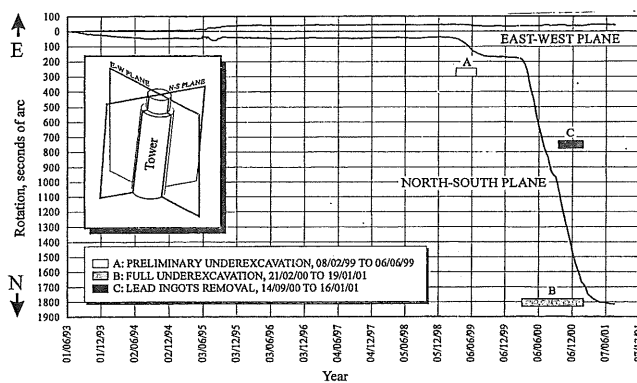 100
0
100
200
300
400
500
600
700
800
900
1000
1100
1200
1300
1400
1500
1600
1700
1800
1900
E
N
Rotation, seconds of arc
EAST-WEST PLANE
A
C
NORTH-SOUTH PLANE
B
E-W PLANE
N-S PLANE
Tower
A: PRELIMINARY UNDEREXCAVATION, 08/02/99 TO 06/06/99
B: FULL UNDEREXCAVATION, 21/02/00 TO 19/01/01
C: LEAD INGOTS REMOVAL, 14/09/00 TO 16/01/01
01/06/93
01/12/93
02/06/94
02/12/94
03/06/95
03/12/95
03/06/96
03/12/96
04/06/97
04/12/97
05/06/98
05/12/98
06/06/99
06/12/99
06/06/00
06/12/00
07/06/01
Year